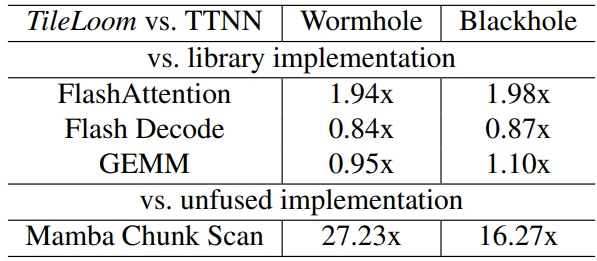 TileLoom vs. TTNN Wormhole Blackhole
vs. library implementation
FlashAttention 1.94x 1.98x
Flash Decode 0.84x 0.87x
GEMM 0.95x 1.10x
vs. unfused implementation
Mamba Chunk Scan 27.23x 16.27x